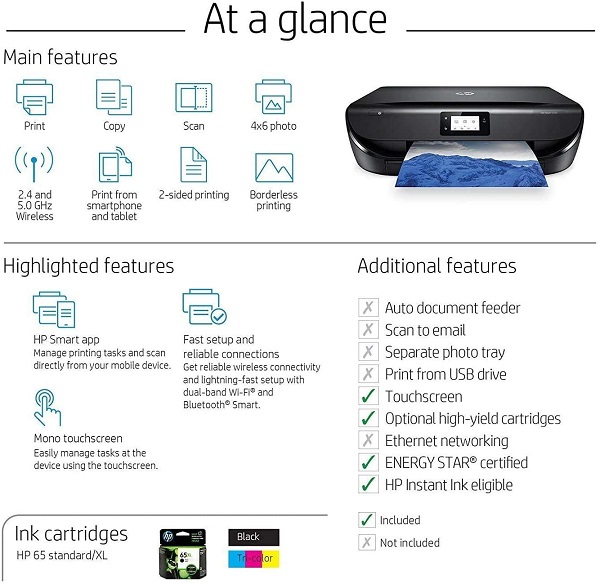 At a glance
Main features
Print
Copy
Scan
4x6 photo
2.4 and
5.0 GHz
Wireless
Print from
smartphone
and tablet
2-sided printing
Borderless
printing
hp
Highlighted features
HP Smart app
Manage printing tasks and scan
directly from your mobile device.
Fast setup and
reliable connections
Get reliable wireless connectivity
and lightning-fast setup with
dual-band Wi-Fi® and
Bluetooth® Smart.
Mono touchscreen
Easily manage tasks at the
device using the touchscreen.
Additional features
✗ Auto document feeder
✗ Scan to email
✗ Separate photo tray
✗ Print from USB drive
✓ Touchscreen
✓ Optional high-yield cartridges
✗ Ethernet networking
✓ ENERGY STAR® certified
✓ HP Instant Ink eligible
✓ Included
✗ Not included
Ink cartridges
HP 65 standard/XL
hp
65XL
Black
Tri-color